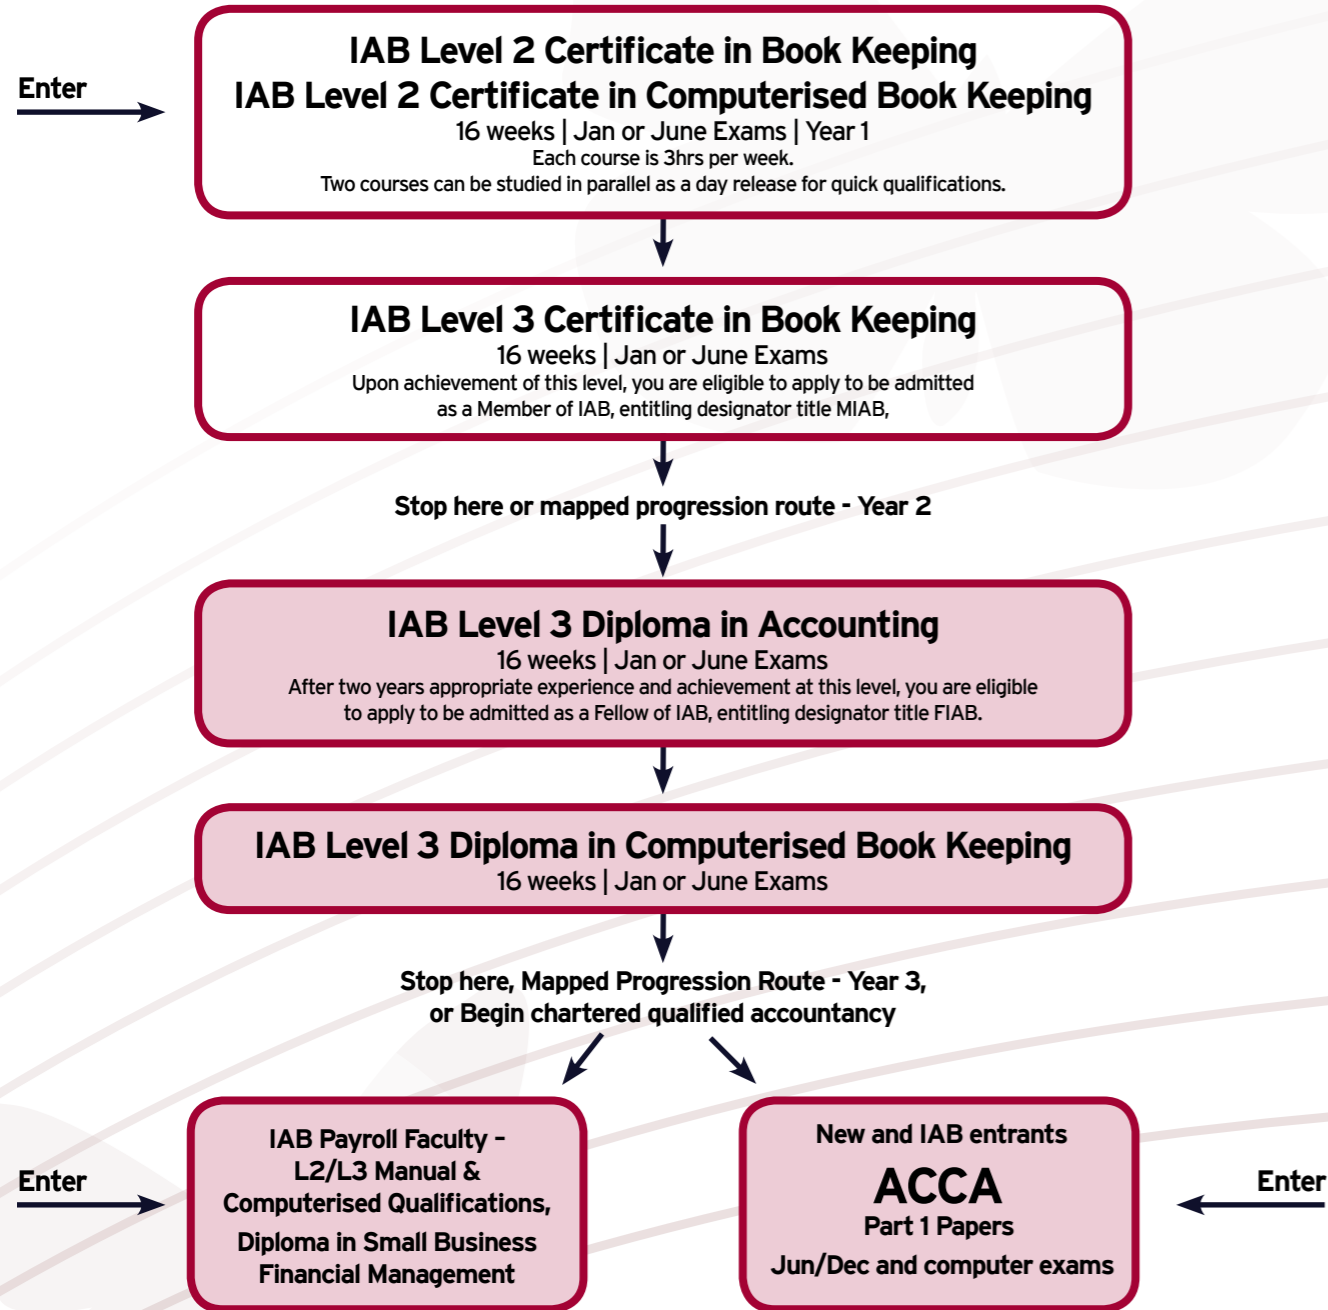 Enter
IAB Level 2 Certificate in Book Keeping
IAB Level 2 Certificate in Computerised Book Keeping
16 weeks | Jan or June Exams | Year 1
Each course is 3hrs per week.
Two courses can be studied in parallel as a day release for quick qualifications.
IAB Level 3 Certificate in Book Keeping
16 weeks | Jan or June Exams
Upon achievement of this level, you are eligible to apply to be admitted
as a Member of IAB, entitling designator title MIAB,
Stop here or mapped progression route - Year 2
IAB Level 3 Diploma in Accounting
16 weeks | Jan or June Exams
After two years appropriate experience and achievement at this level, you are eligible
to apply to be admitted as a Fellow of IAB, entitling designator title FIAB.
IAB Level 3 Diploma in Computerised Book Keeping
16 weeks | Jan or June Exams
Stop here, Mapped Progression Route - Year 3,
or Begin chartered qualified accountancy
Enter
IAB Payroll Faculty –
L2/L3 Manual &
Computerised Qualifications,
Diploma in Small Business
Financial Management
New and IAB entrants
ACCA
Part 1 Papers
Jun/Dec and computer exams
Enter